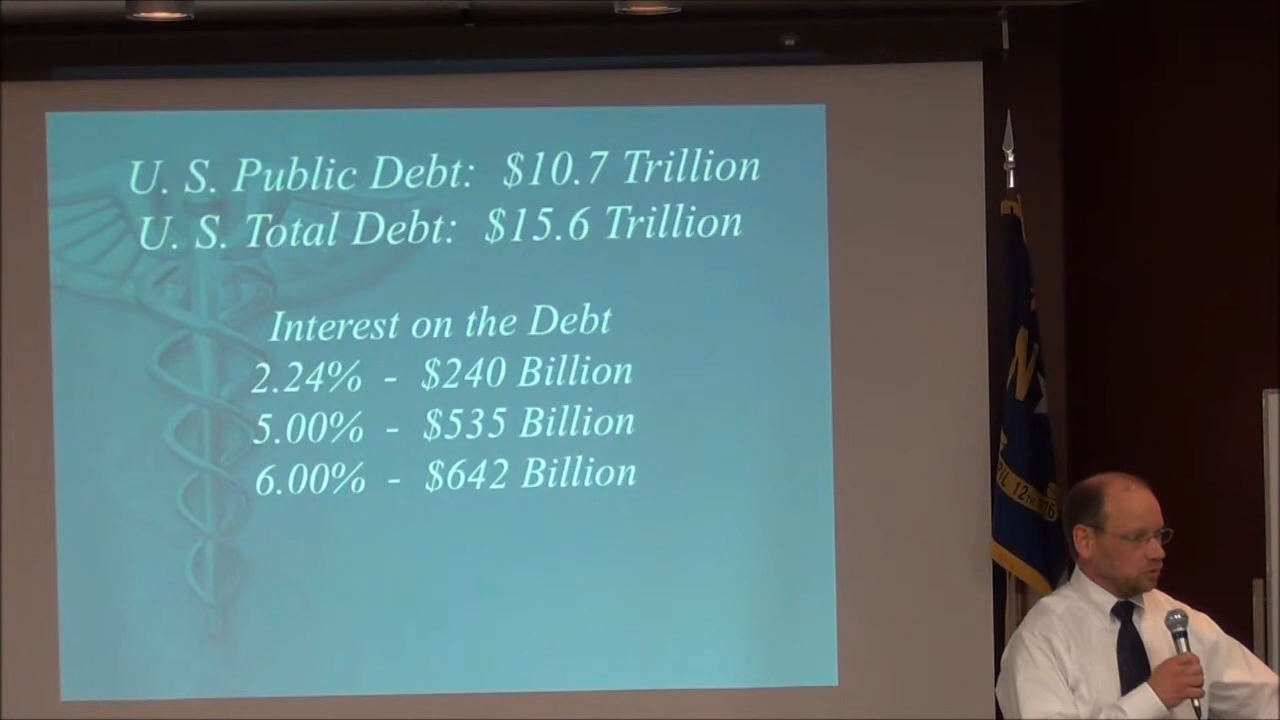 U. S. Public Debt: $10.7 Trillion
U. S. Total Debt: $15.6 Trillion
Interest on the Debt
2.24% - $240 Billion
5.00% - $535 Billion
6.00% - $642 Billion
N
12TH